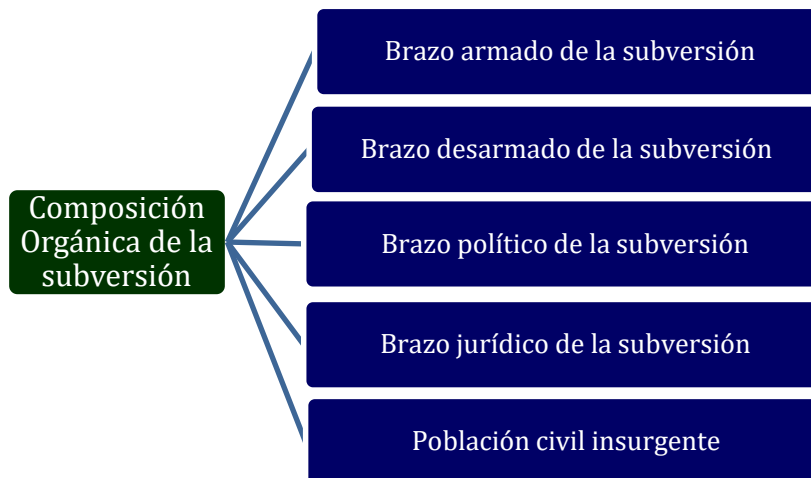 Brazo armado de la subversión
Brazo desarmado de la subversión
Composición
Orgánica de la
subversión
Brazo político de la subversión
Brazo jurídico de la subversión
Población civil insurgente